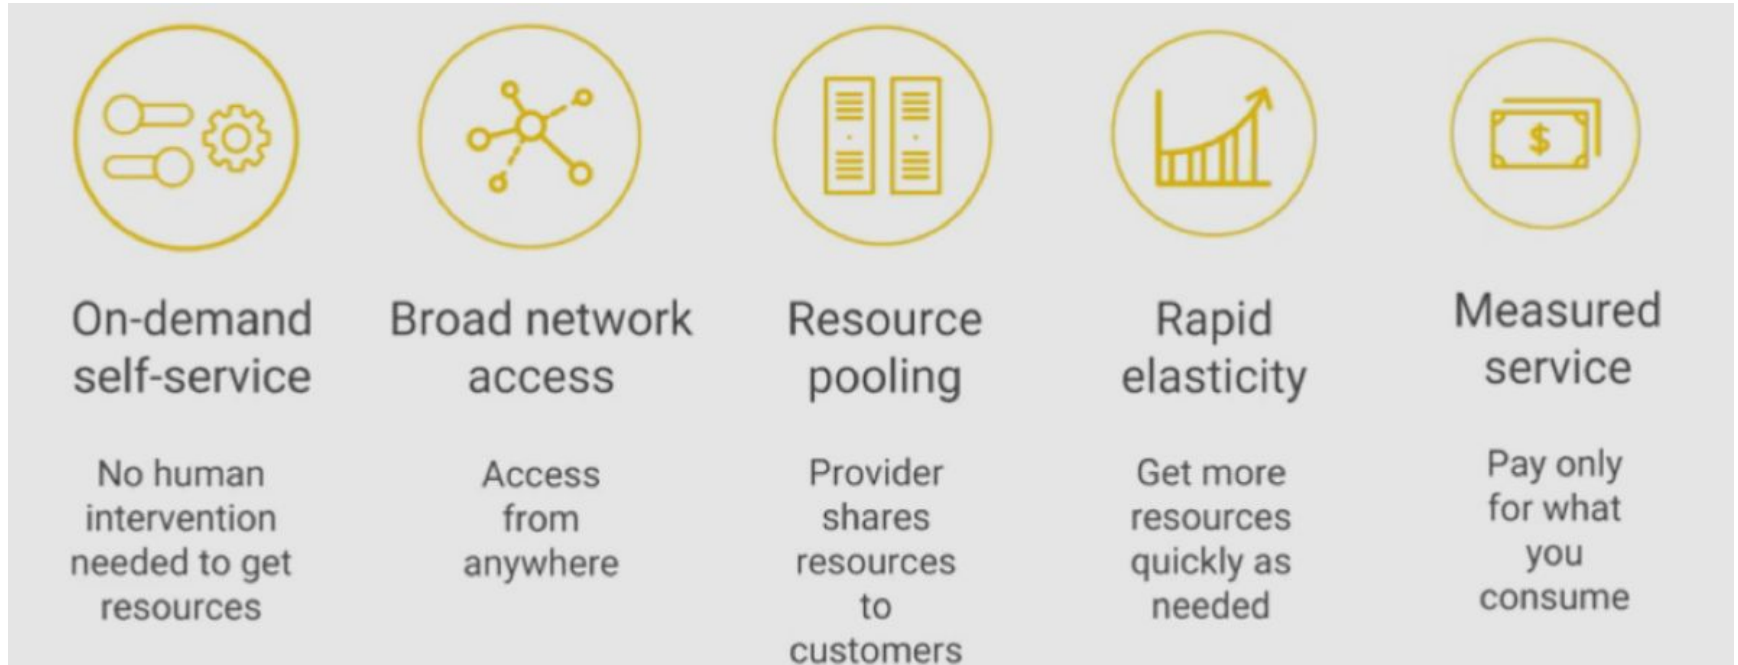 On-demand
self-service
No human
intervention
needed to get
resources
Broad network
access
Access
from
anywhere
Resource
pooling
Provider
shares
resources
to
customers
Rapid
elasticity
Get more
resources
quickly as
needed
$
Measured
service
Pay only
for what
you
consume